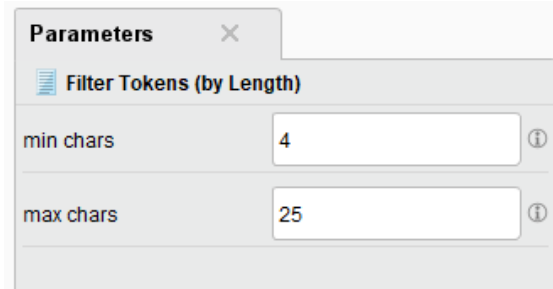 Parameters
Filter Tokens (by Length)
min chars 4
max chars 25